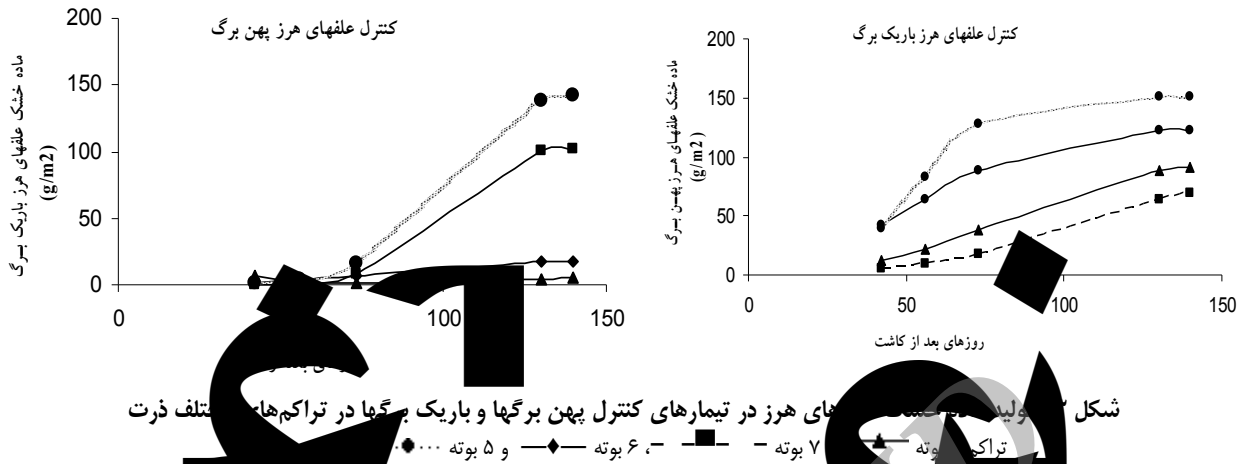 کنترل علفهای هرز پهن برگ
ماده خشک علفهای هرز باریک برگ
(g/m2)
200
150
100
50
0
0
100
150
کنترل علفهای هرز باریک برگ
ماده خشک علفهای هرز پهن برگ
(g/m2)
200
150
100
50
0
0
50
100
150
روزهای بعد از کاشت
شکل هرز در تیمارهای کنترل پهن برگها و باریک برگها در تراکم‌های ذرت
تراکم بوته ۷ بوته ، ۶ بوته و ۵ بوته